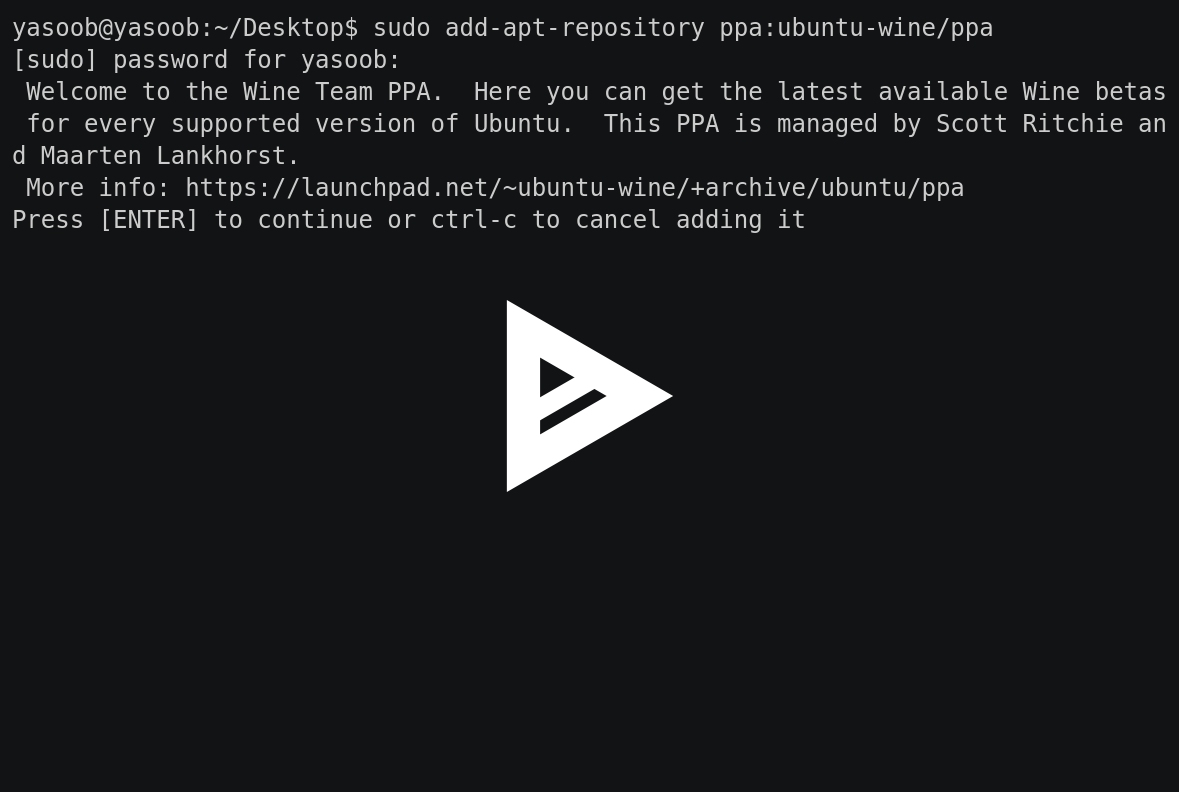 yasoob@yasoob:~/Desktop$ sudo add-apt-repository ppa:ubuntu-wine/ppa
[sudo] password for yasoob:
 Welcome to the Wine Team PPA.  Here you can get the latest available Wine betas
 for every supported version of Ubuntu.  This PPA is managed by Scott Ritchie an
d Maarten Lankhorst.
 More info: https://launchpad.net/~ubuntu-wine/+archive/ubuntu/ppa
Press [ENTER] to continue or ctrl-c to cancel adding it